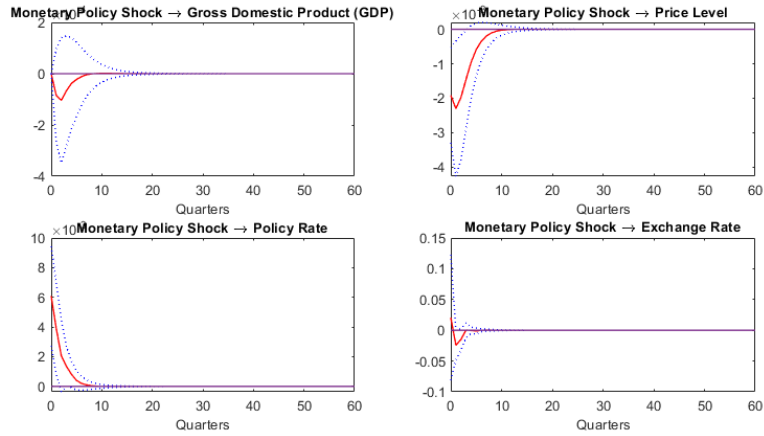 Monetary Policy Shock → Gross Domestic Product (GDP)
2
0
-2
-4
0 10 20 30 40 50 60
Quarters
Monetary Policy Shock → Price Level
0
-1
-2
-3
-4
0 10 20 30 40 50 60
Quarters
Monetary Policy Shock → Policy Rate
10
8
6
4
2
0
0 10 20 30 40 50 60
Quarters
Monetary Policy Shock → Exchange Rate
0.15
0.1
0.05
0
-0.05
-0.1
0 10 20 30 40 50 60
Quarters